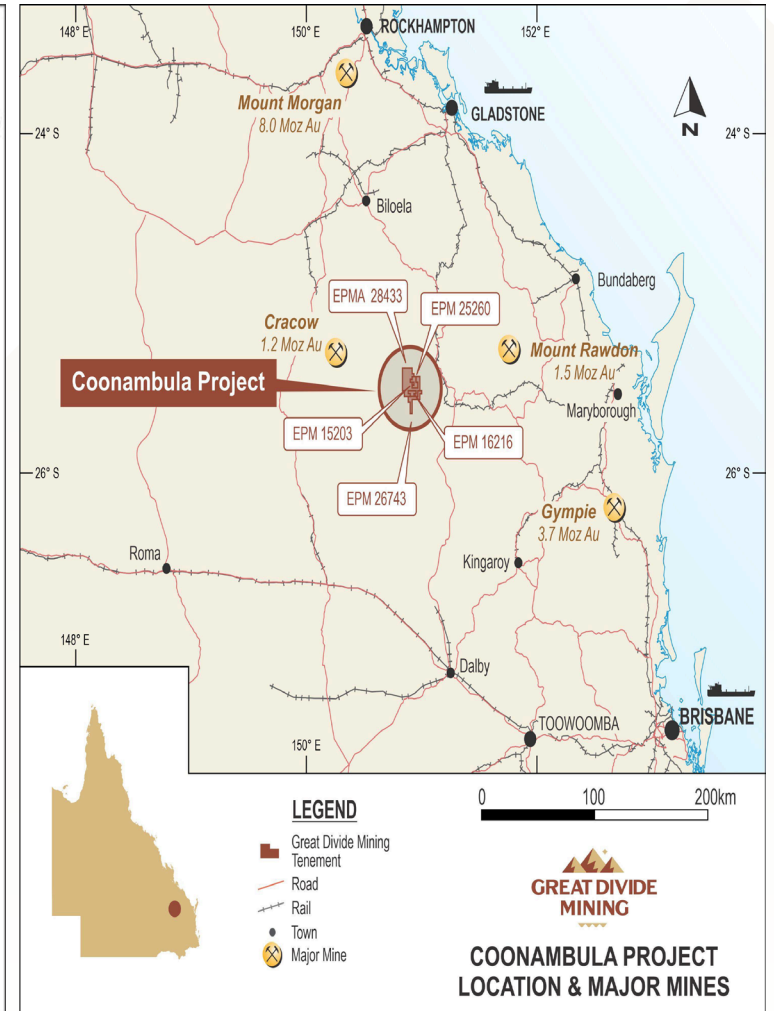 148° E
150° E
152° E
ROCKHAMPTON
Mount Morgan
8.0 Moz Au
GLADSTONE
N
24° S
24° S
Biloela
Bundaberg
EPMA 28433
EPM 25260
Cracow
1.2 Moz Au
Mount Rawdon
1.5 Moz Au
Coonambula Project
Maryborough
EPM 15203
EPM 16216
26° S
26° S
EPM 26743
Gympie
3.7 Moz Au
Roma
Kingaroy
148° E
Dalby
BRISBANE
TOOWOOMBA
150° E
LEGEND
Great Divide Mining
Tenement
Road
Rail
Town
Major Mine
0 100 200km
GREAT DIVIDE
MINING
COONAMBULA PROJECT
LOCATION & MAJOR MINES